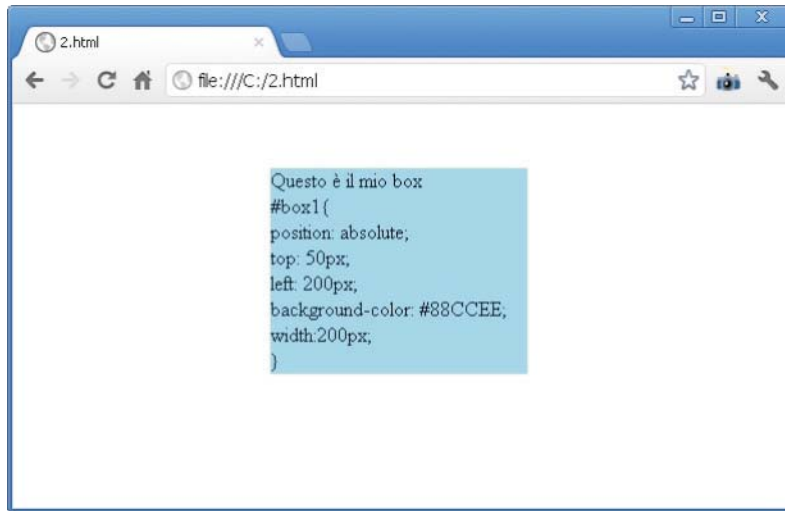 2.html
file:///C:/2.html
Questo è il mio box
#box1{
position: absolute;
top: 50px;
left: 200px;
background-color: #88CCEE;
width:200px;
}